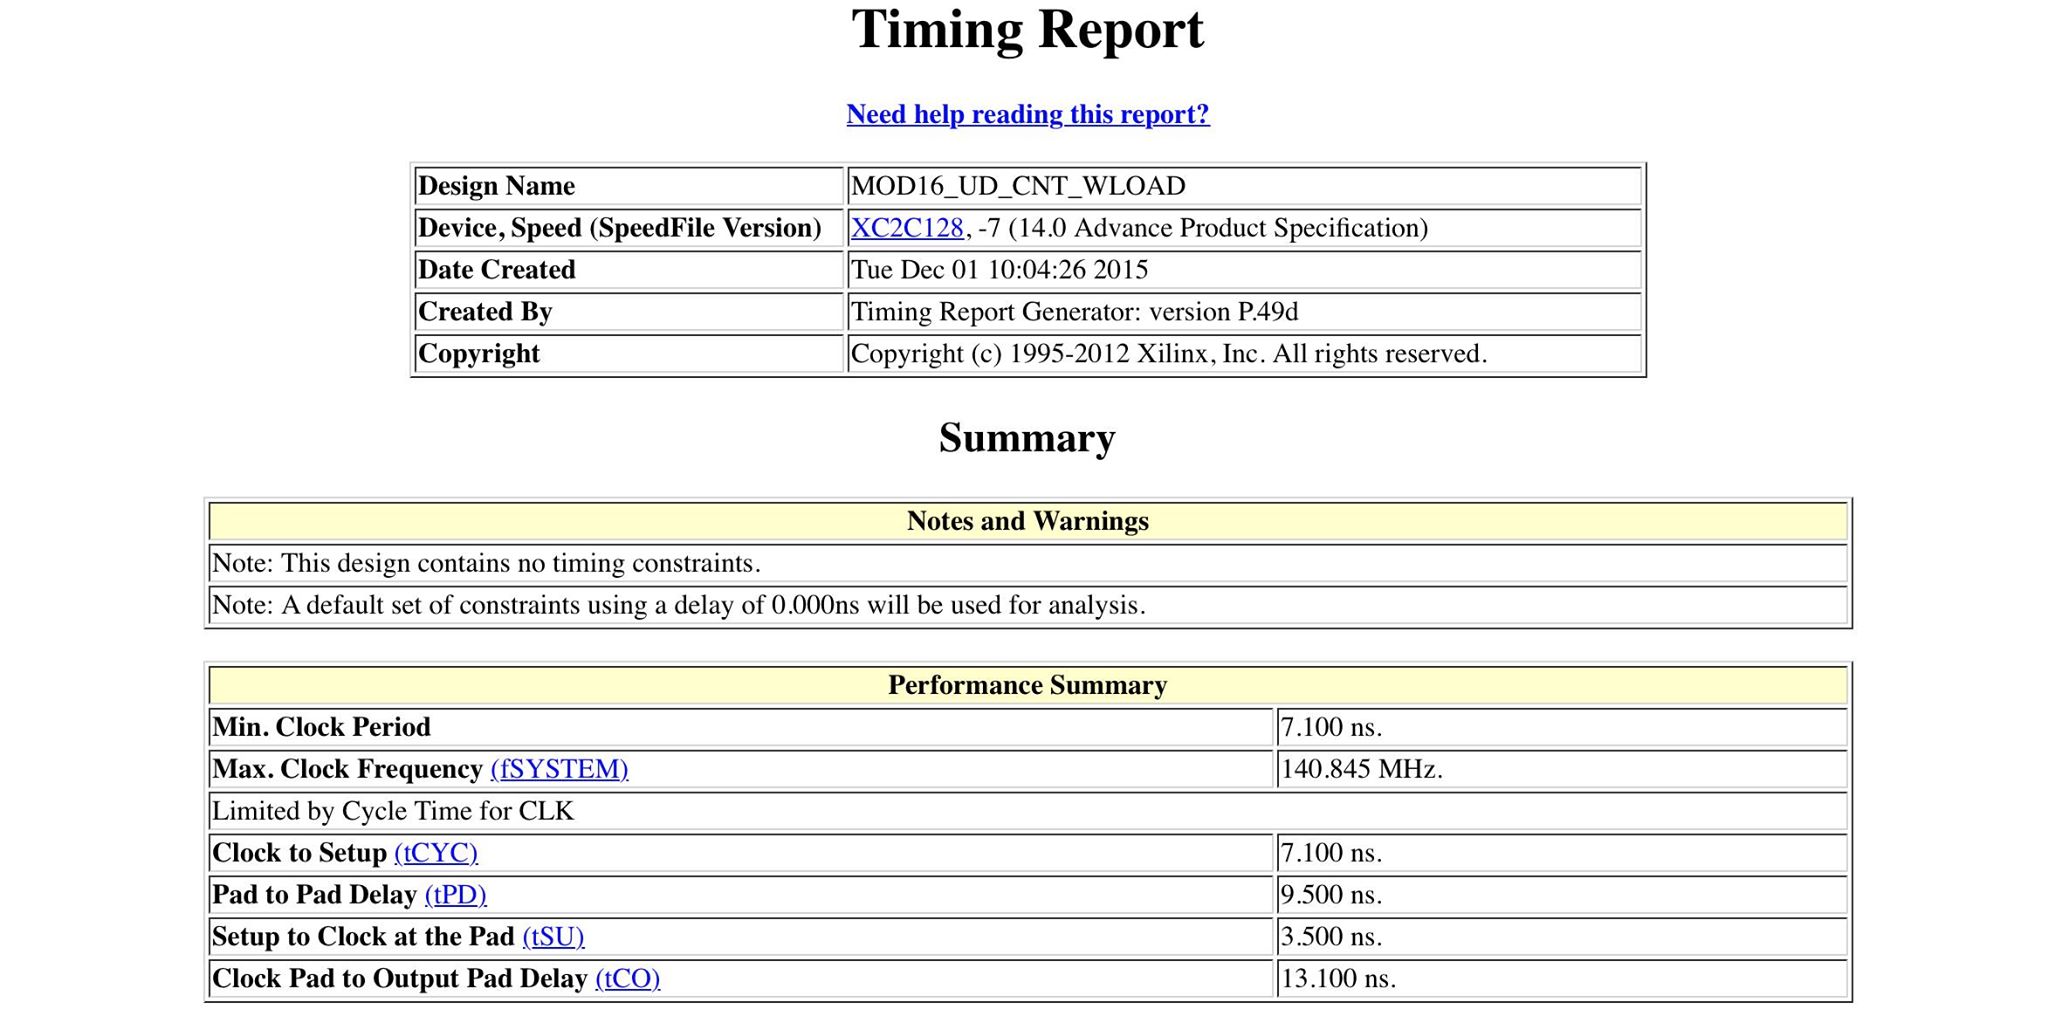 Timing Report
Need help reading this report?
Design Name MOD16_UD_CNT_WLOAD
Device, Speed (SpeedFile Version) XC2C128, -7 (14.0 Advance Product Specification)
Date Created Tue Dec 01 10:04:26 2015
Created By Timing Report Generator: version P.49d
Copyright Copyright (c) 1995-2012 Xilinx, Inc. All rights reserved.
Summary
Notes and Warnings
Note: This design contains no timing constraints.
Note: A default set of constraints using a delay of 0.000ns will be used for analysis.
Performance Summary
Min. Clock Period 7.100 ns.
Max. Clock Frequency (fSYSTEM) 140.845 MHz.
Limited by Cycle Time for CLK
Clock to Setup (tCYC) 7.100 ns.
Pad to Pad Delay (tPD) 9.500 ns.
Setup to Clock at the Pad (tSU) 3.500 ns.
Clock Pad to Output Pad Delay (tCO) 13.100 ns.